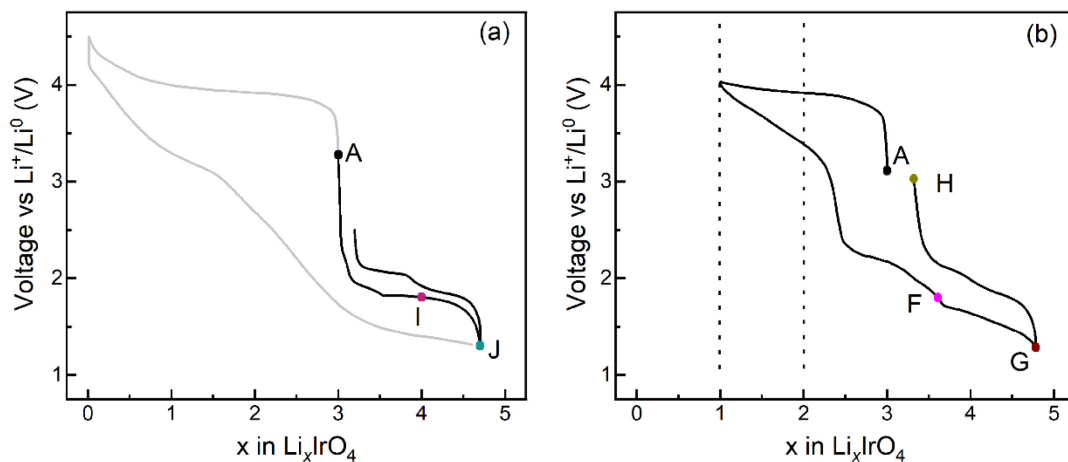 (a)
Voltage vs Li⁺/Li⁰ (V)
4
3
2
1
A
I
J
0 1 2 3 4 5
x in LiₓIrO₄
(b)
Voltage vs Li⁺/Li⁰ (V)
4
3
2
1
A
H
F
G
0 1 2 3 4 5
x in LiₓIrO₄